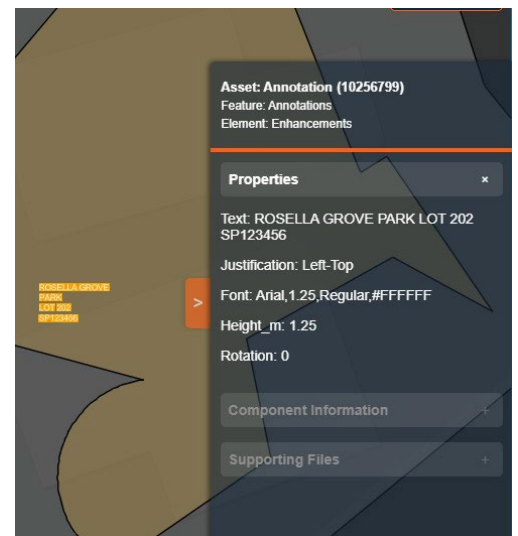 Asset: Annotation (10256799)
Feature: Annotations
Element: Enhancements
Properties ×
Text: ROSELLA GROVE PARK LOT 202
SP123456
Justification: Left-Top
Font: Arial,1.25,Regular,#FFFFFF
Height_m: 1.25
Rotation: 0
Component Information +
Supporting Files +
ROSELLA GROVE
PARK
LOT 202
SP123456
>